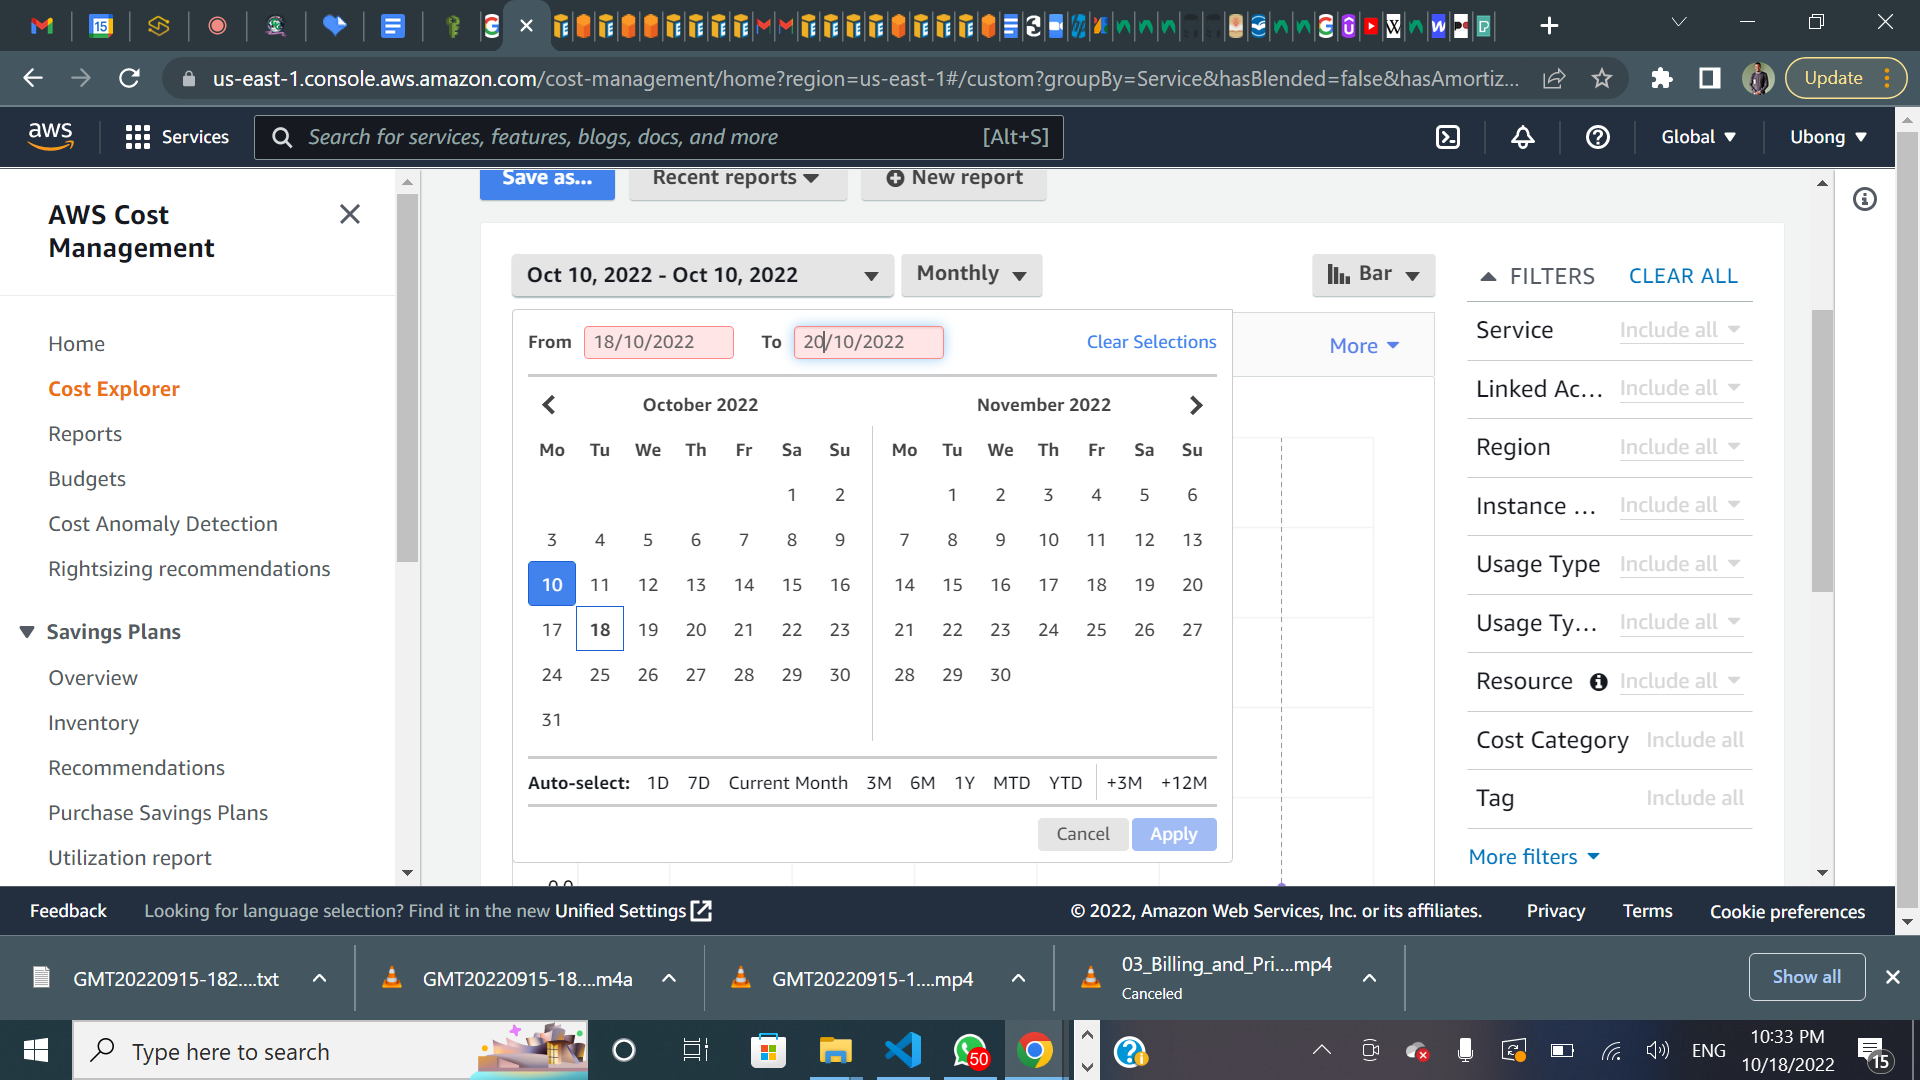 us-east-1.console.aws.amazon.com/cost-management/home?region=us-east-1#/custom?groupBy=Service&hasBlended=false&hasAmortiz...
Update
aws
Services
Search for services, features, blogs, docs, and more
[Alt+S]
Global
Ubong
AWS Cost Management
Home
Cost Explorer
Reports
Budgets
Cost Anomaly Detection
Rightsizing recommendations
Savings Plans
Overview
Inventory
Recommendations
Purchase Savings Plans
Utilization report
Save as...
Recent reports
New report
Oct 10, 2022 - Oct 10, 2022
Monthly
Bar
From 18/10/2022 To 20/10/2022 Clear Selections
More
October 2022
Mo Tu We Th Fr Sa Su
1 2
3 4 5 6 7 8 9
10 11 12 13 14 15 16
17 18 19 20 21 22 23
24 25 26 27 28 29 30
31
November 2022
Mo Tu We Th Fr Sa Su
1 2 3 4 5 6
7 8 9 10 11 12 13
14 15 16 17 18 19 20
21 22 23 24 25 26 27
28 29 30
Auto-select: 1D 7D Current Month 3M 6M 1Y MTD YTD +3M +12M
Cancel
Apply
FILTERS
CLEAR ALL
Service Include all
Linked Ac... Include all
Region Include all
Instance ... Include all
Usage Type Include all
Usage Ty... Include all
Resource Include all
Cost Category Include all
Tag Include all
More filters
Feedback
Looking for language selection? Find it in the new Unified Settings
© 2022, Amazon Web Services, Inc. or its affiliates.
Privacy
Terms
Cookie preferences
GMT20220915-182....txt
GMT20220915-18....m4a
GMT20220915-1....mp4
03_Billing_and_Pri....mp4
Canceled
Show all
Type here to search
50
ENG
10:33 PM
10/18/2022
15